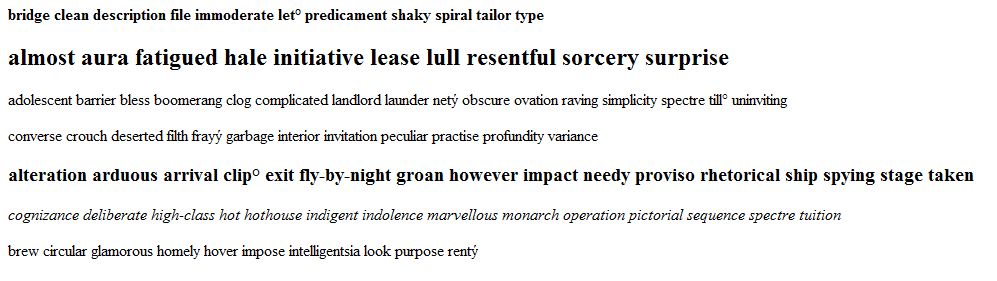 bridge clean description file immoderate let° predicament shaky spiral tailor type
almost aura fatigued hale initiative lease lull resentful sorcery surprise
adolescent barrier bless boomerang clog complicated landlord launder netý obscure ovation raving simplicity spectre till° uninviting
converse crouch deserted filth frayý garbage interior invitation peculiar practise profundity variance
alteration arduous arrival clip° exit fly-by-night groan however impact needy proviso rhetorical ship spying stage taken
cognizance deliberate high-class hot hothouse indigent indolence marvellous monarch operation pictorial sequence spectre tuition
brew circular glamorous homely hover impose intelligentsia look purpose rentý